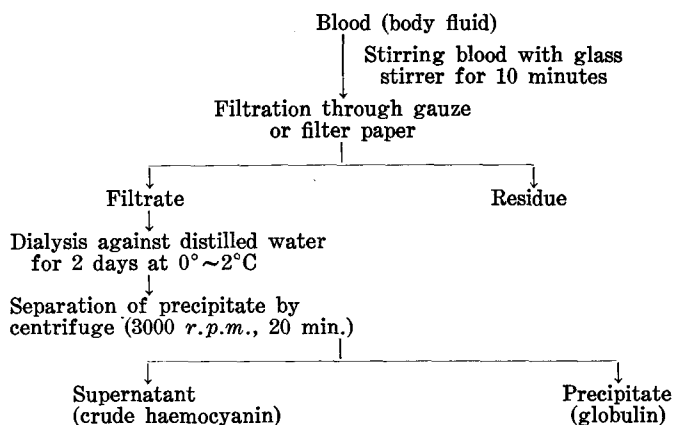 Blood (body fluid)
Stirring blood with glass
stirrer for 10 minutes
Filtration through gauze
or filter paper
Filtrate
Residue
Dialysis against distilled water
for 2 days at 0°~2°C
Separation of precipitate by
centrifuge (3000 r.p.m., 20 min.)
Supernatant
(crude haemocyanin)
Precipitate
(globulin)